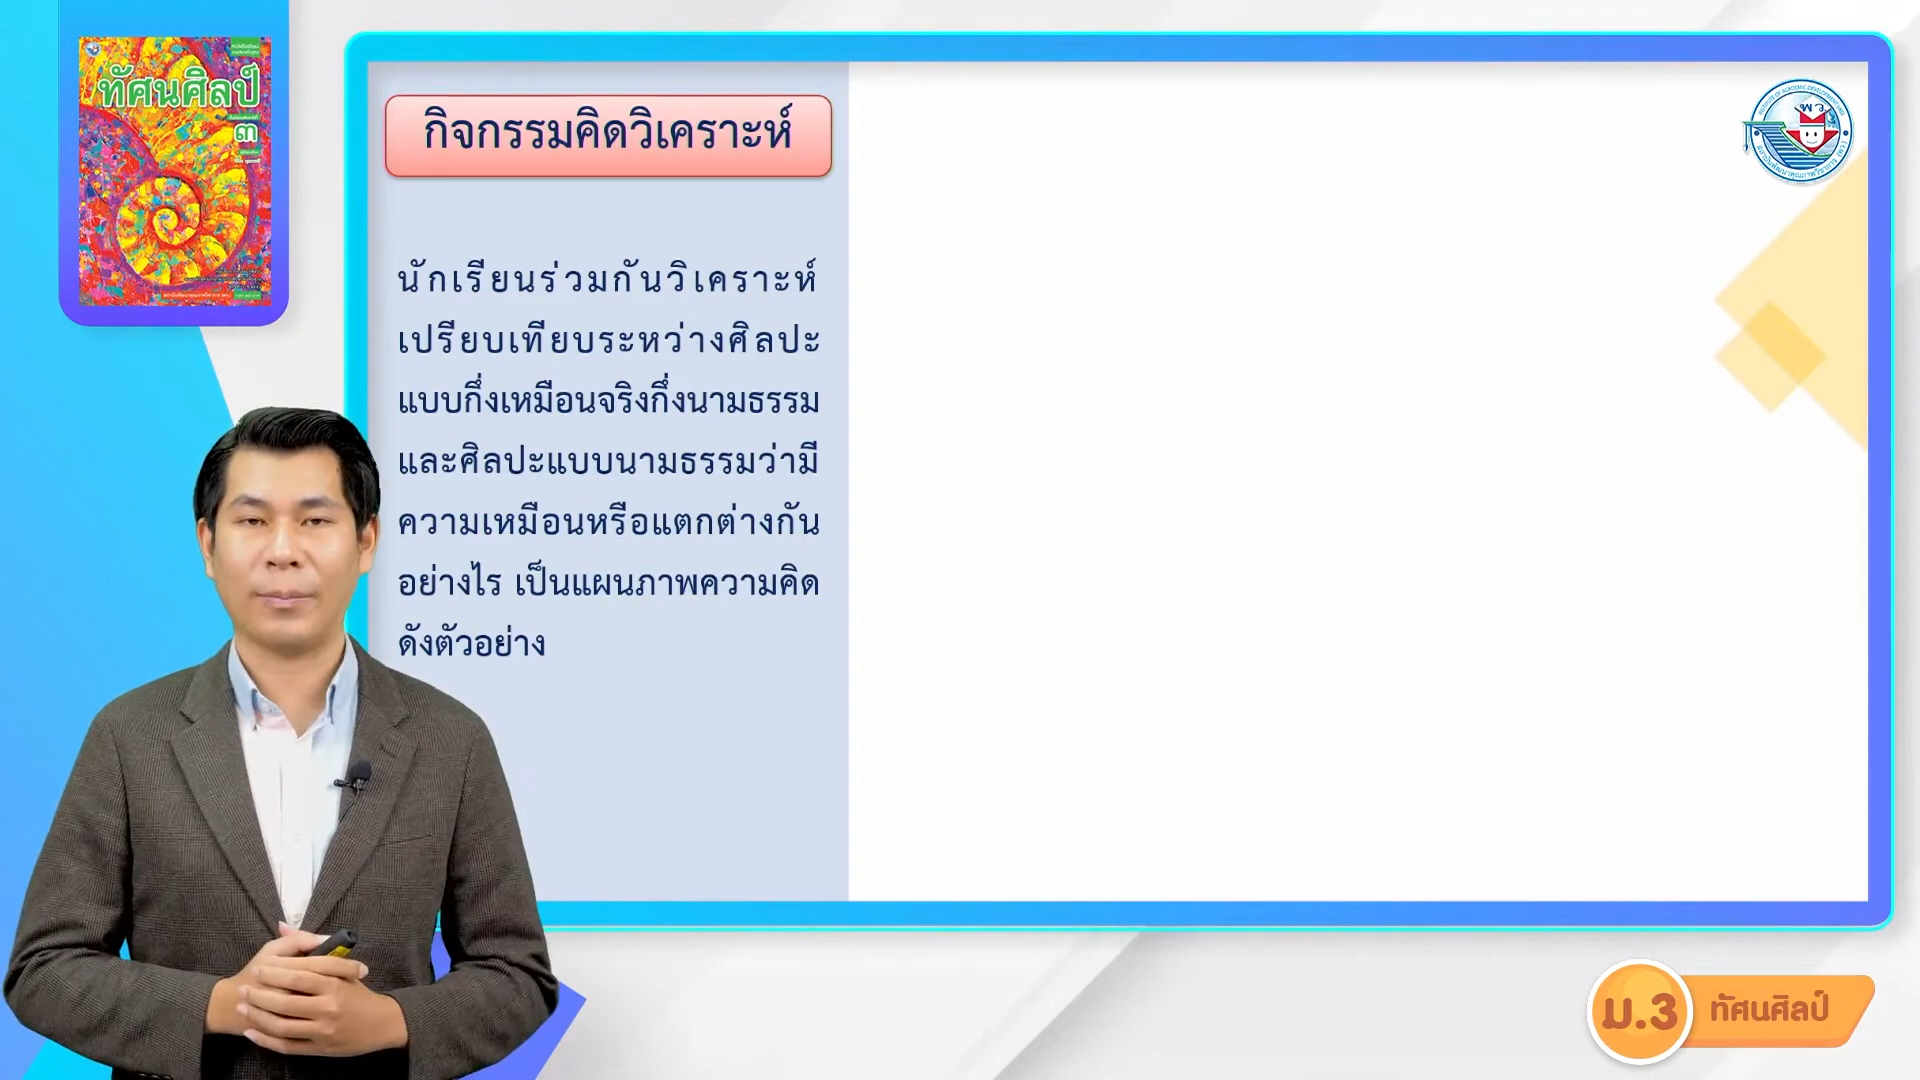 ทัศนศิลป์
๓
กิจกรรมคิดวิเคราะห์
นักเรียนร่วมกันวิเคราะห์
เปรียบเทียบระหว่างศิลปะ
แบบกึ่งเหมือนจริงกึ่งนามธรรม
และศิลปะแบบนามธรรมว่ามี
ความเหมือนหรือแตกต่างกัน
อย่างไร เป็นแผนภาพความคิด
ดังตัวอย่าง
พว
ม.3
ทัศนศิลป์